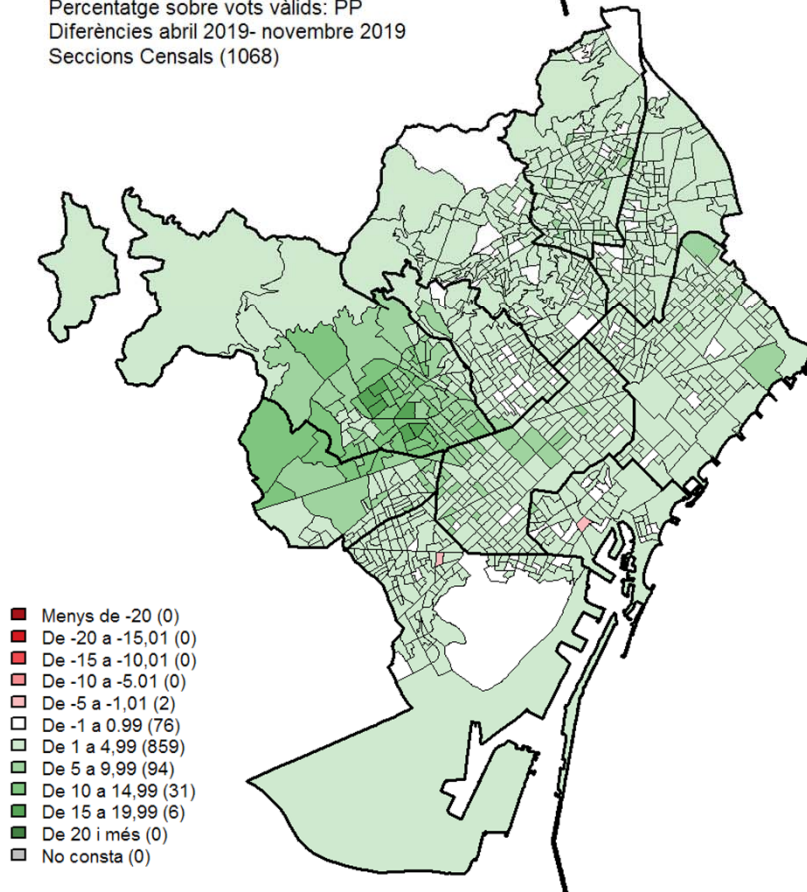 Percentatge sobre vots vàlids: PP
Diferències abril 2019- novembre 2019
Seccions Censals (1068)
Menys de -20 (0)
De -20 a -15,01 (0)
De -15 a -10,01 (0)
De -10 a -5.01 (0)
De -5 a -1,01 (2)
De -1 a 0.99 (76)
De 1 a 4,99 (859)
De 5 a 9,99 (94)
De 10 a 14,99 (31)
De 15 a 19,99 (6)
De 20 i més (0)
No consta (0)